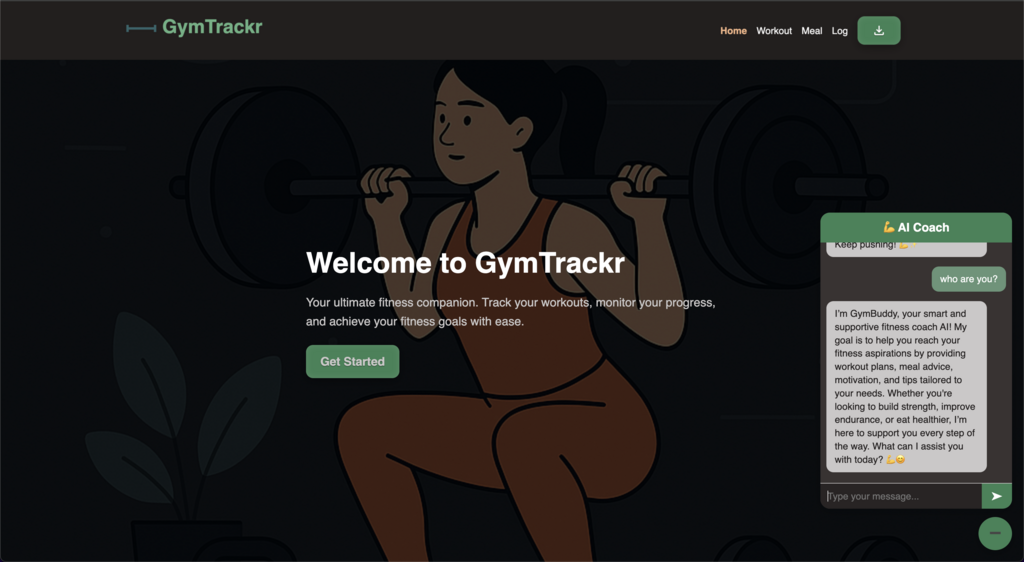 GymTrackr
Home Workout Meal Log
Welcome to GymTrackr
Your ultimate fitness companion. Track your workouts, monitor your progress,
and achieve your fitness goals with ease.
Get Started
💪 AI Coach
Keep pushing! 💪
who are you?
I'm GymBuddy, your smart and
supportive fitness coach AI! My
goal is to help you reach your
fitness aspirations by providing
workout plans, meal advice,
motivation, and tips tailored to
your needs. Whether you're
looking to build strength, improve
endurance, or eat healthier, I'm
here to support you every step of
the way. What can I assist you
with today? 💪😊
Type your message...